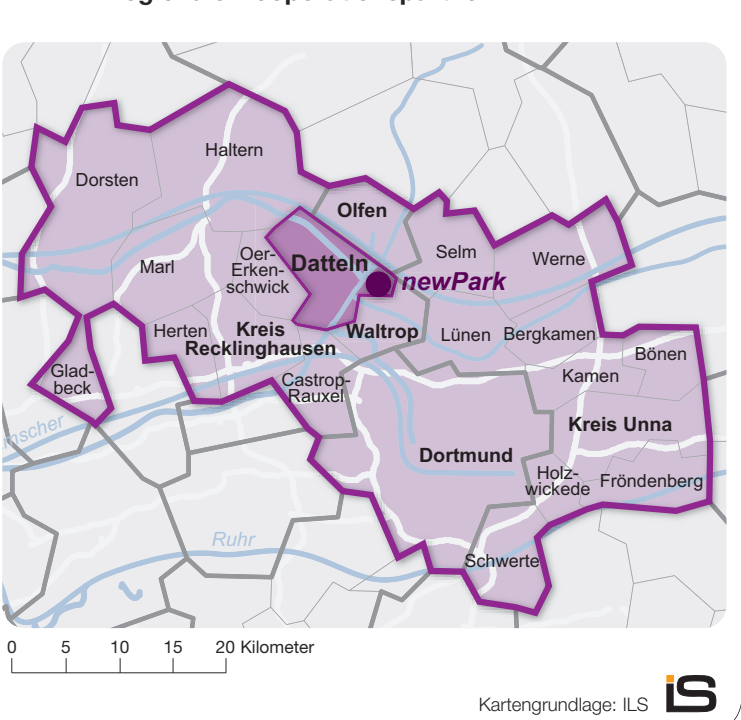 Haltern
Dorsten
Olfen
Selm
Oer-
Erken-
schwick
Datteln
Werne
Marl
newPark
Herten
Kreis
Recklinghausen
Waltrop
Lünen
Bergkamen
Bönen
Glad-
beck
Castrop-
Rauxel
Kamen
Kreis Unna
mscher
Dortmund
Holz-
wickede
Fröndenberg
Ruhr
Schwerte
0 5 10 15 20 Kilometer
Kartengrundlage: ILS
iLS